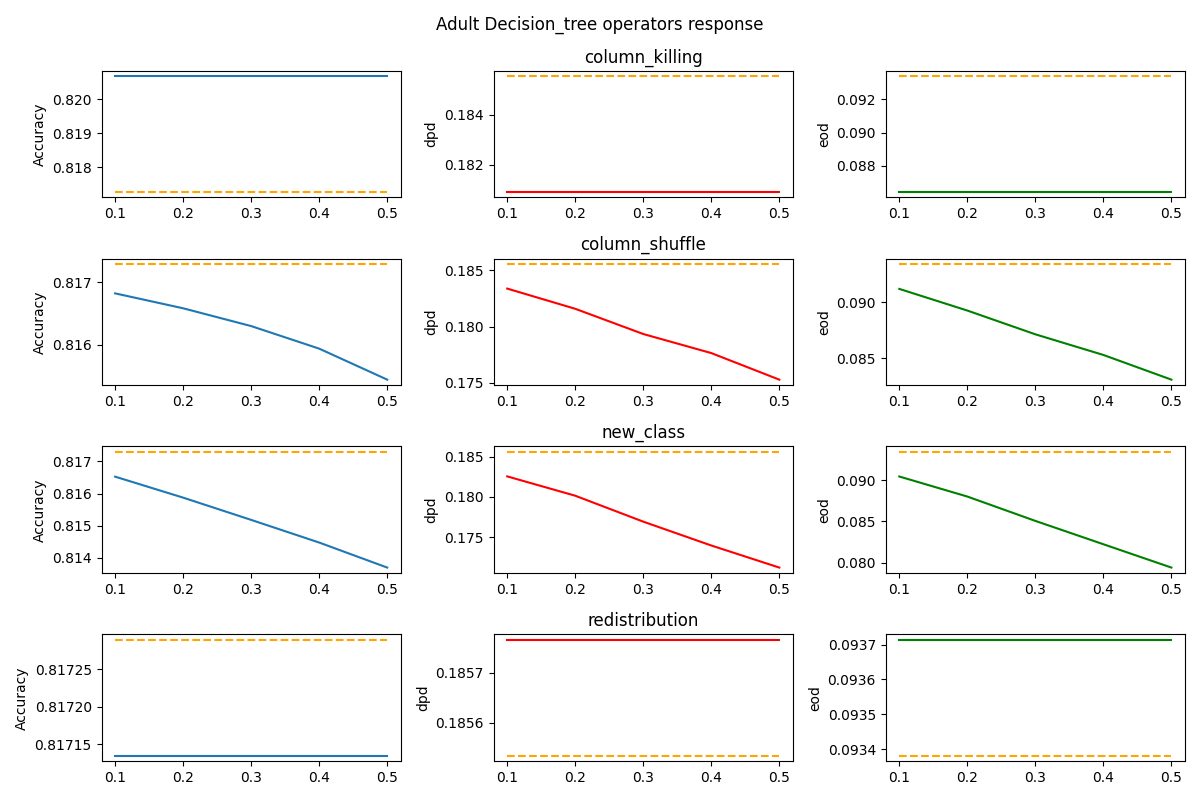 Adult Decision_tree operators response
column_killing
Accuracy
0.820
0.819
0.818
0.1 0.2 0.3 0.4 0.5
dpd
0.184
0.182
0.1 0.2 0.3 0.4 0.5
eod
0.092
0.090
0.088
0.1 0.2 0.3 0.4 0.5
column_shuffle
Accuracy
0.817
0.816
0.1 0.2 0.3 0.4 0.5
dpd
0.185
0.180
0.175
0.1 0.2 0.3 0.4 0.5
eod
0.090
0.085
0.1 0.2 0.3 0.4 0.5
new_class
Accuracy
0.817
0.816
0.815
0.814
0.1 0.2 0.3 0.4 0.5
dpd
0.185
0.180
0.175
0.1 0.2 0.3 0.4 0.5
eod
0.090
0.085
0.080
0.1 0.2 0.3 0.4 0.5
redistribution
Accuracy
0.81725
0.81720
0.81715
0.1 0.2 0.3 0.4 0.5
dpd
0.1857
0.1856
0.1 0.2 0.3 0.4 0.5
eod
0.0937
0.0936
0.0935
0.0934
0.1 0.2 0.3 0.4 0.5